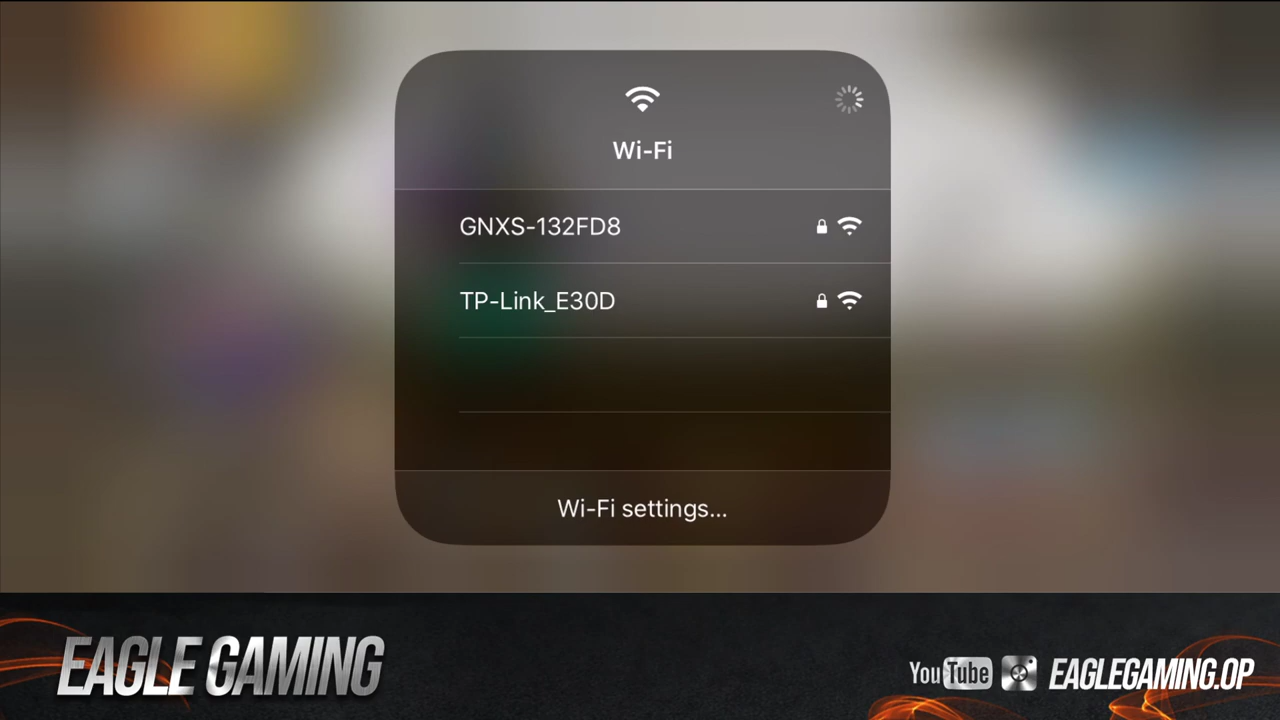 Wi-Fi
GNXS-132FD8
TP-Link_E30D
Wi-Fi settings...
EAGLE GAMING
YouTube EAGLEGAMING.OP